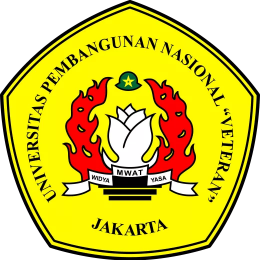 UNIVERSITAS PEMBANGUNAN NASIONAL “VETERAN”
WIDYA MWAT YASA
JAKARTA